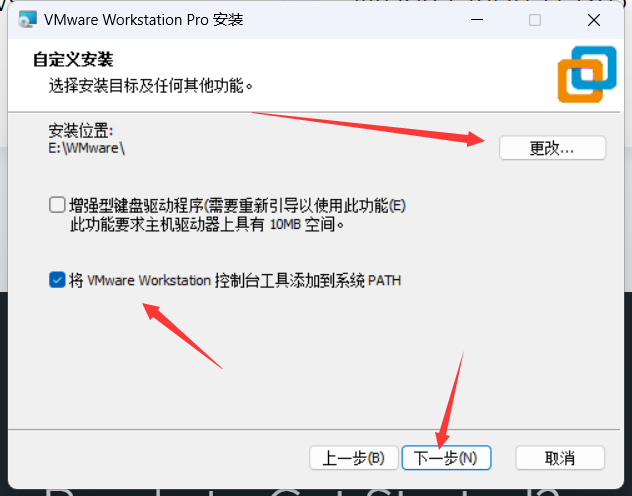 VMware Workstation Pro 安装
自定义安装
选择安装目标及任何其他功能。
安装位置:
E:\WMware\
更改...
增强型键盘驱动程序(需要重新引导以使用此功能(E)
此功能要求主机驱动器上具有 10MB 空间。
将 VMware Workstation 控制台工具添加到系统 PATH
上一步(B)
下一步(N)
取消